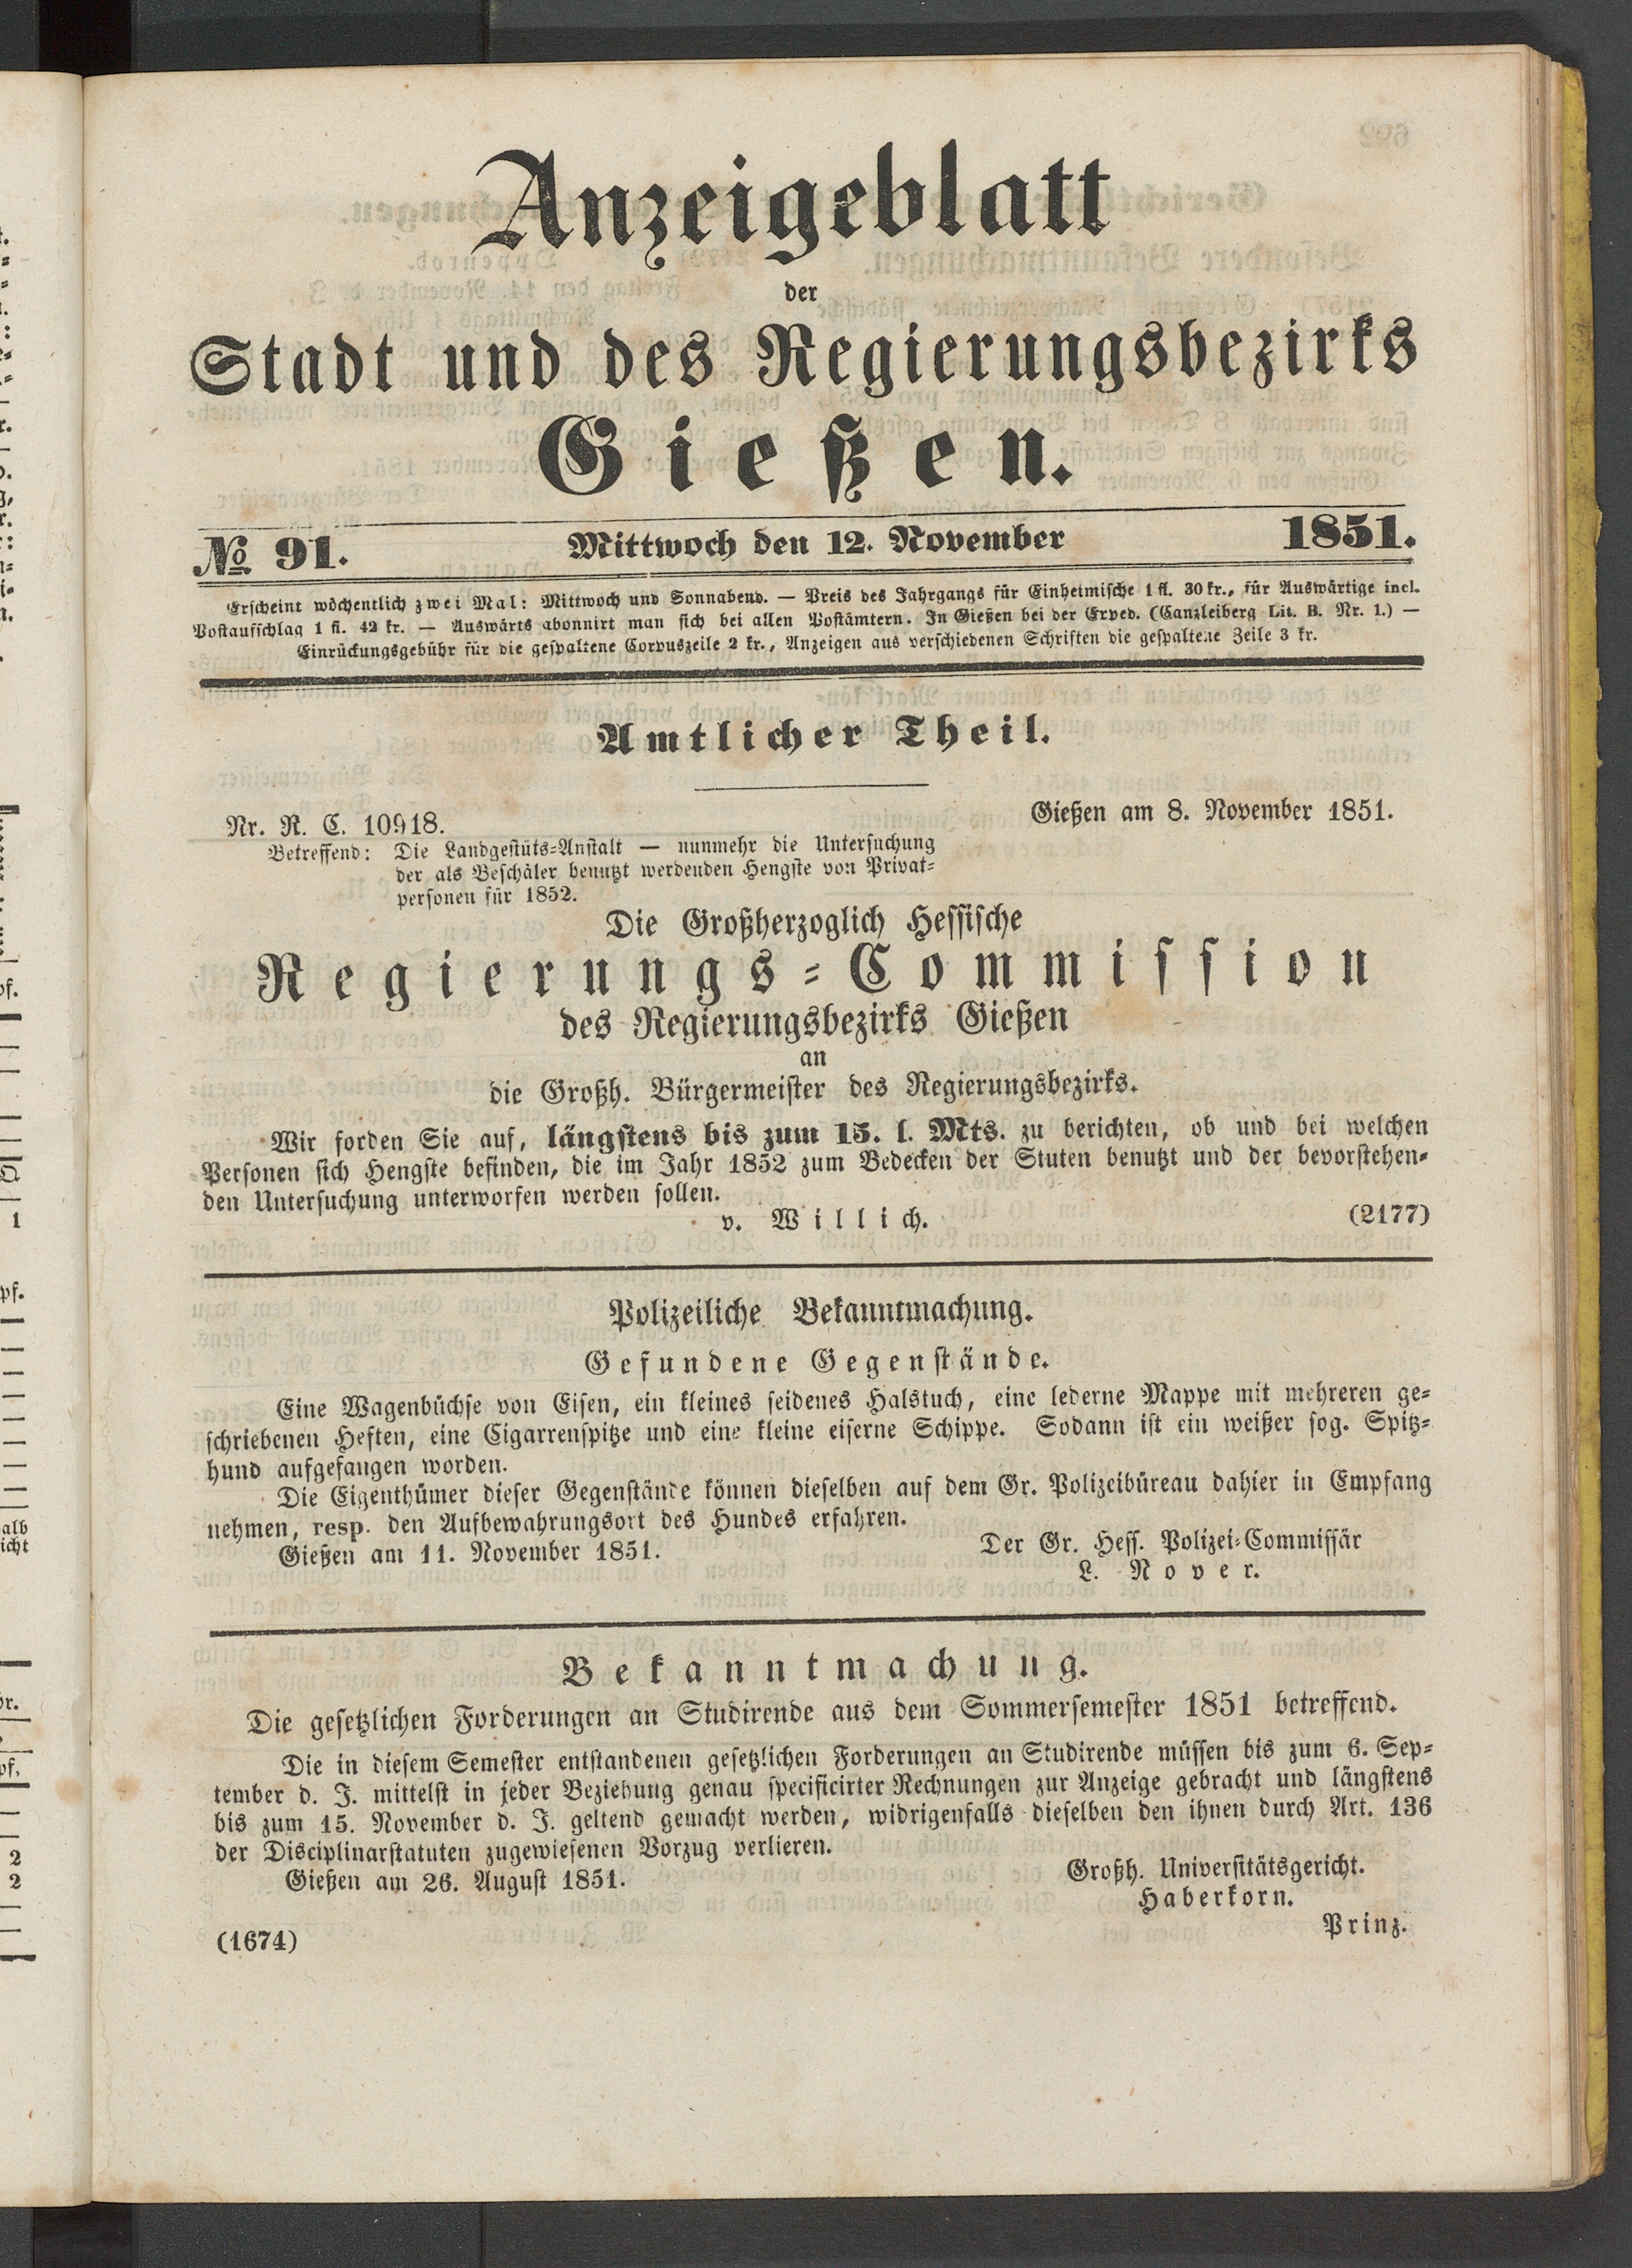 Anzeigeblatt
der
Stadt und des Regierungsbezirks
Gießen.
No 91. Mittwoch den 12. November 1851.
Erscheint wöchentlich zwei Mal: Mittwoch und Sonnabend. — Preis des Jahrgangs für Einheimische 1 fl. 30 kr., für Auswärtige incl.
Postaufschlag 1 fl. 42 kr. — Auswärts abonnirt man sich bei allen Postämtern. In Gießen bei der Exped. (Canzleiberg Lit. B. Nr. 1.) —
Einrückungsgebühr für die gespaltene Corpuszeile 2 kr., Anzeigen aus verschiedenen Schriften die gespaltene Zeile 3 kr.
Amtlicher Theil.
Nr. R. C. 10918. Gießen am 8. November 1851.
Betreffend: Die Landgestüts-Anstalt — nunmehr die Untersuchung
der als Beschäler benutzt werdenden Hengste von Privat-
personen für 1852.
Die Großherzoglich Hessische
Regierungs-Commission
des Regierungsbezirks Gießen
an
die Großh. Bürgermeister des Regierungsbezirks.
Wir forden Sie auf, längstens bis zum 15. l. Mts. zu berichten, ob und bei welchen
Personen sich Hengste befinden, die im Jahr 1852 zum Bedecken der Stuten benutzt und der bevorstehen-
den Untersuchung unterworfen werden sollen.
v. Willich. (2177)
Polizeiliche Bekanntmachung.
Gefundene Gegenstände.
Eine Wagenbüchse von Eisen, ein kleines seidenes Halstuch, eine lederne Mappe mit mehreren ge-
schriebenen Heften, eine Cigarrenspitze und eine kleine eiserne Schippe. Sodann ist ein weißer sog. Spitz-
hund aufgefangen worden.
Die Eigenthümer dieser Gegenstände können dieselben auf dem Gr. Polizeibüreau dahier in Empfang
nehmen, resp. den Aufbewahrungsort des Hundes erfahren.
Gießen am 11. November 1851. Der Gr. Hess. Polizei-Commissär
L. Nover.
Bekanntmachung.
Die gesetzlichen Forderungen an Studirende aus dem Sommersemester 1851 betreffend.
Die in diesem Semester entstandenen gesetzlichen Forderungen an Studirende müssen bis zum 6. Sep-
tember d. J. mittelst in jeder Beziehung genau specificirter Rechnungen zur Anzeige gebracht und längstens
bis zum 15. November d. J. geltend gemacht werden, widrigenfalls dieselben den ihnen durch Art. 136
der Disciplinarstatuten zugewiesenen Vorzug verlieren.
Gießen am 26. August 1851. Großh. Universitätsgericht.
Haberkorn.
Prinz.
(1674)